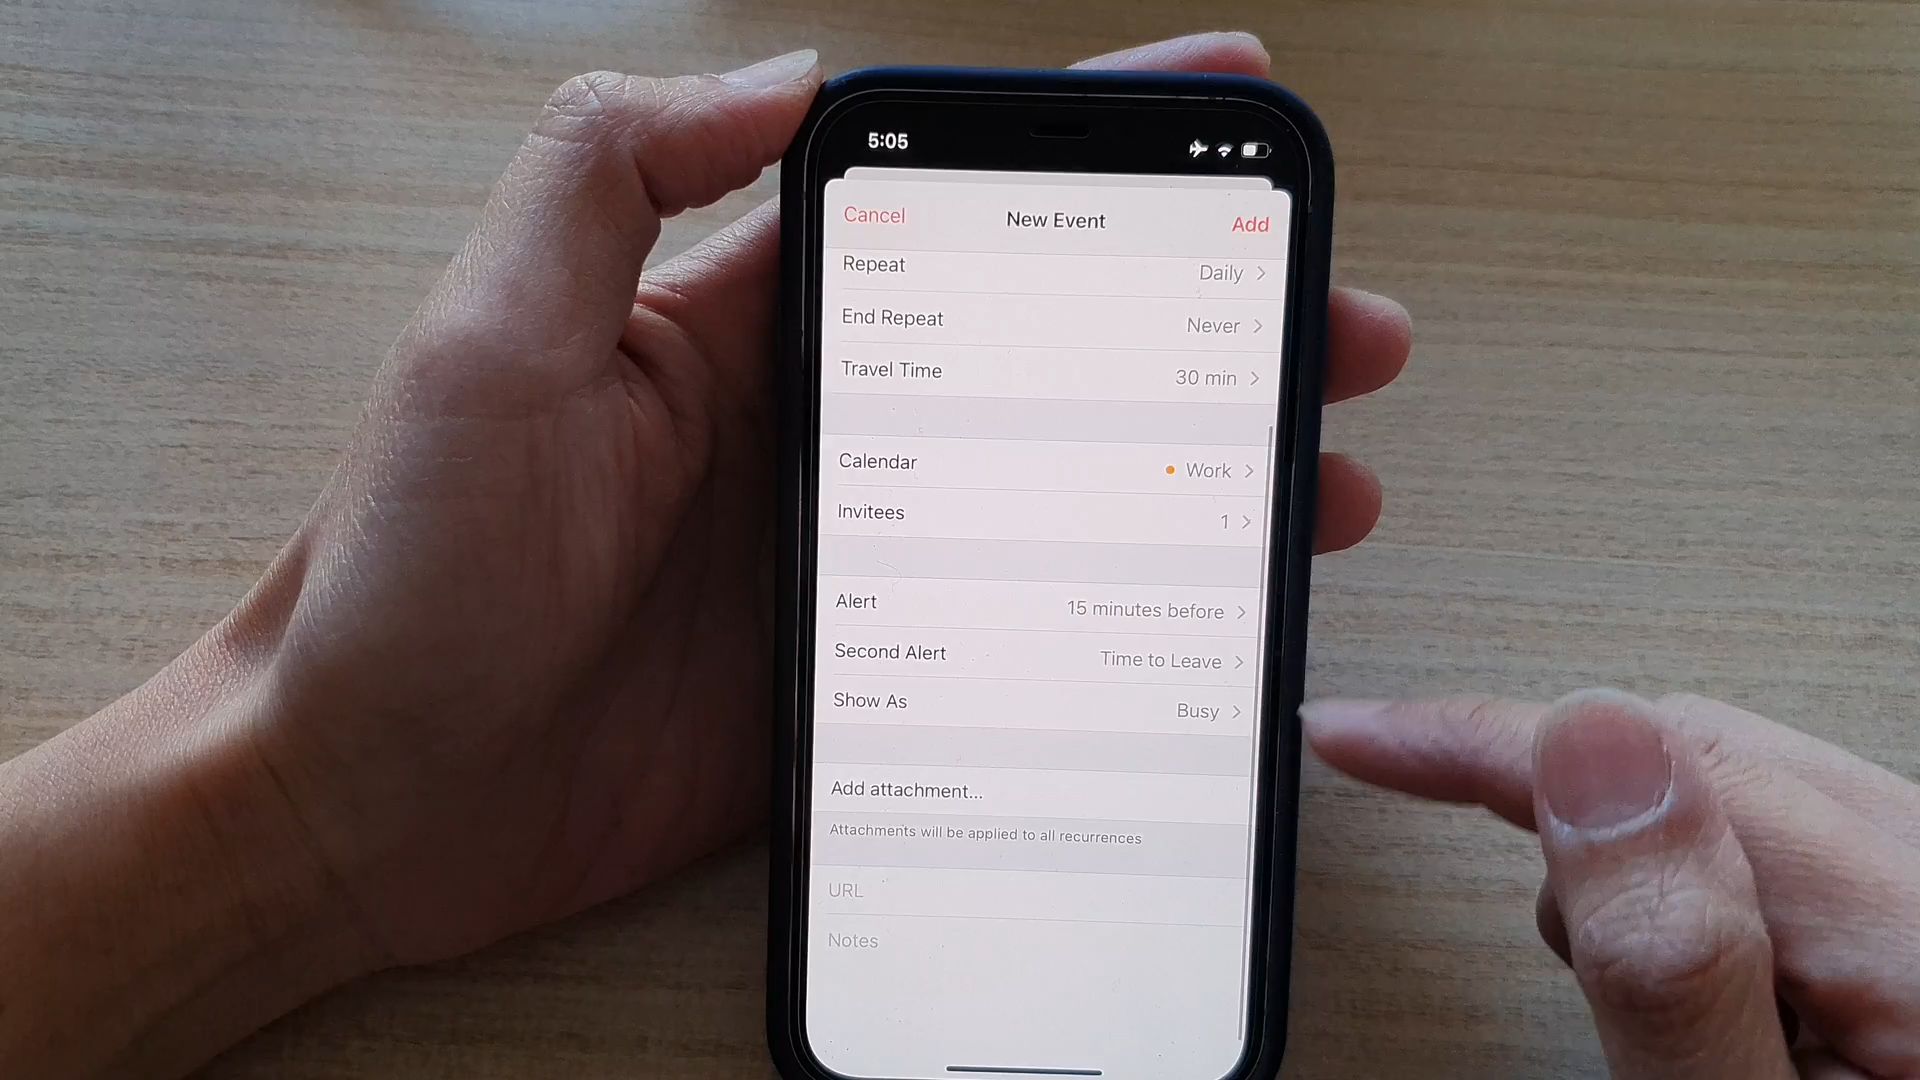 5:05
Cancel New Event Add
Repeat Daily
End Repeat Never
Travel Time 30 min
Calendar Work
Invitees 1
Alert 15 minutes before
Second Alert Time to Leave
Show As Busy
Add attachment...
Attachments will be applied to all recurrences
URL
Notes